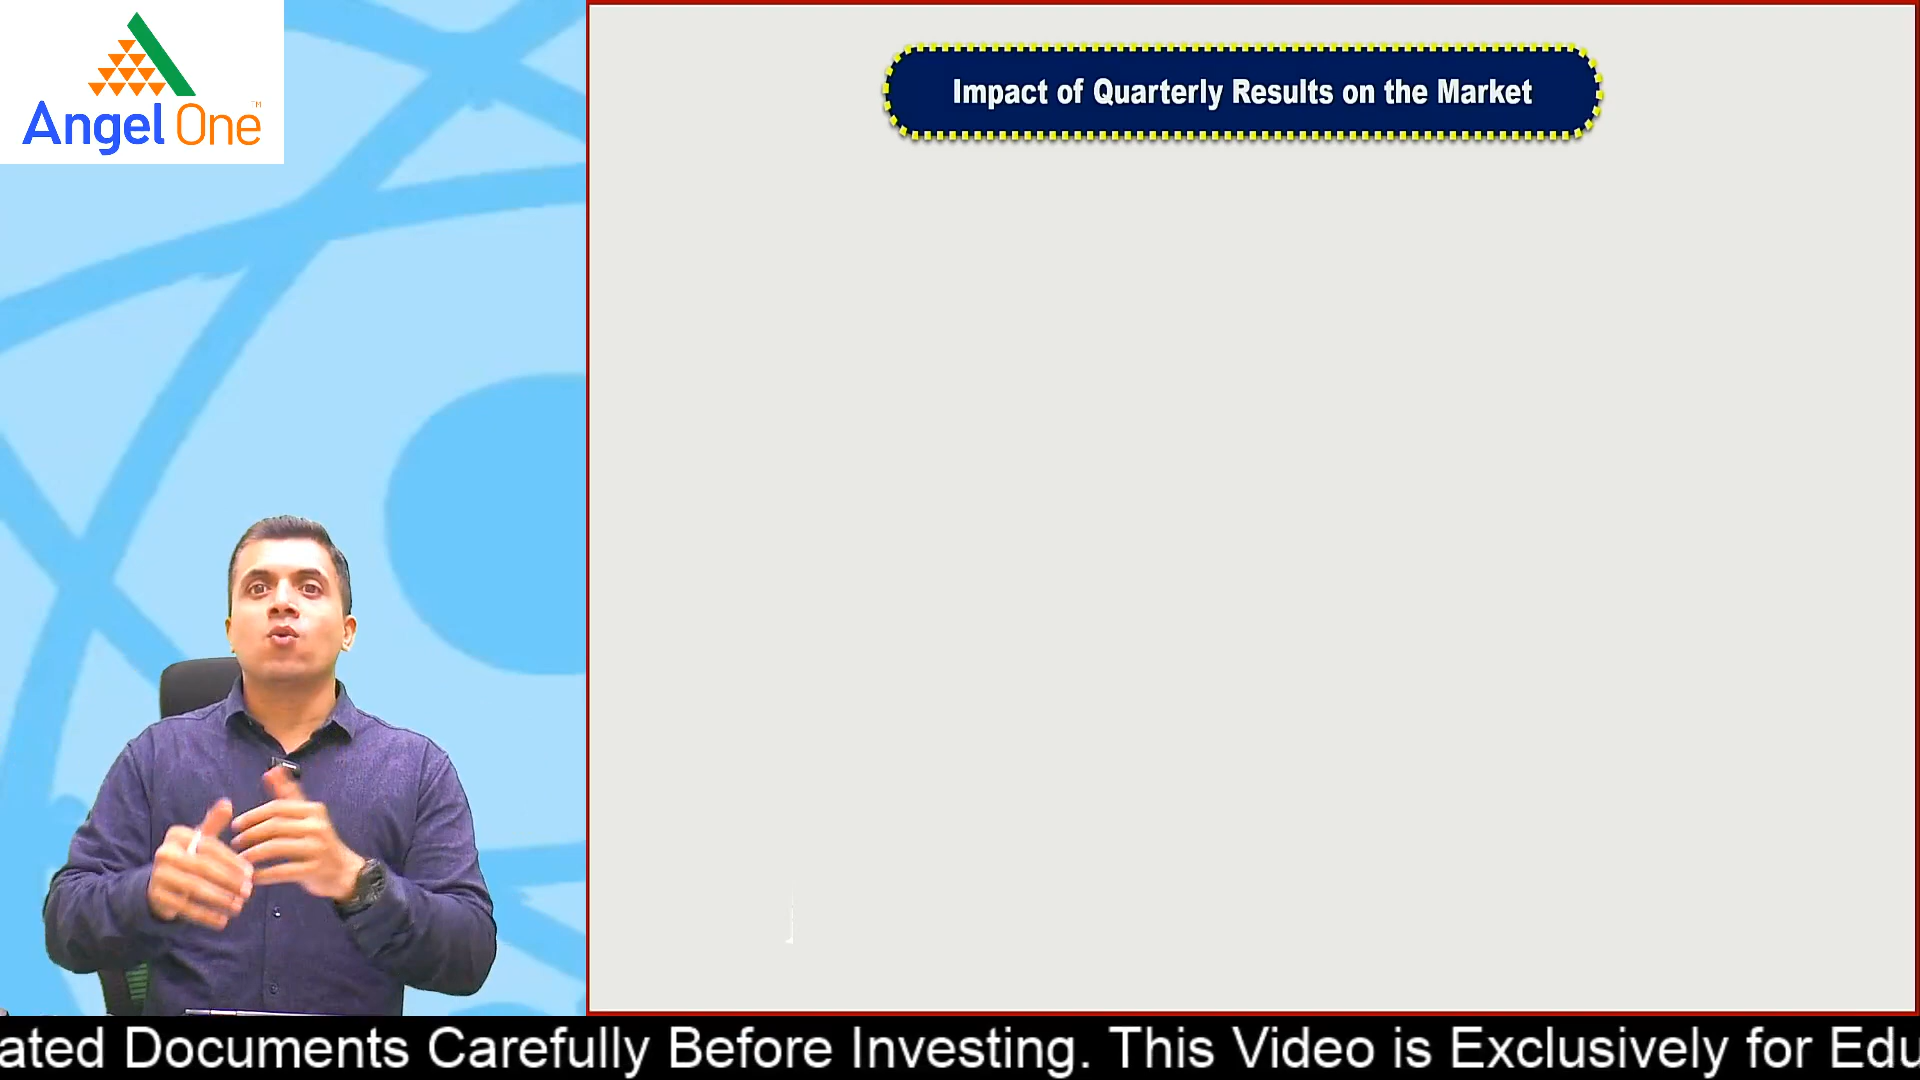 Angel One
TM
Impact of Quarterly Results on the Market
ated Documents Carefully Before Investing. This Video is Exclusively for Edu